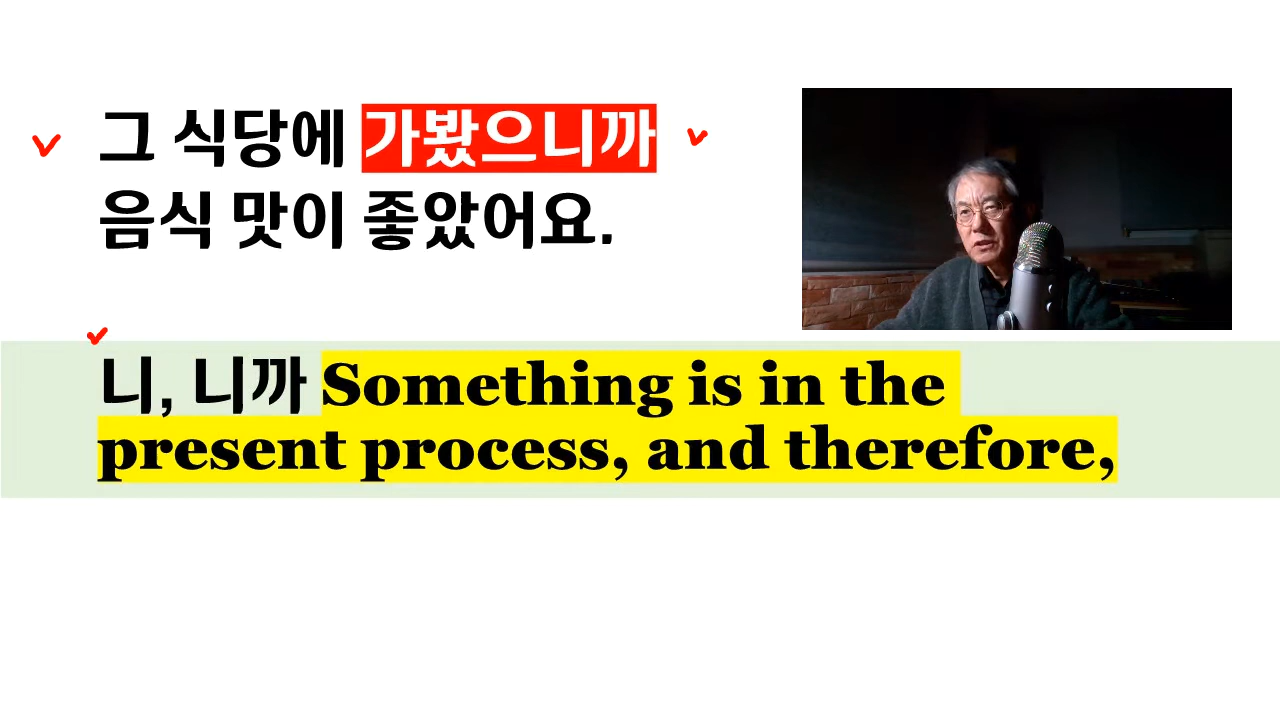 그 식당에 가봤으니까
음식 맛이 좋았어요.
니, 니까 Something is in the
present process, and therefore,